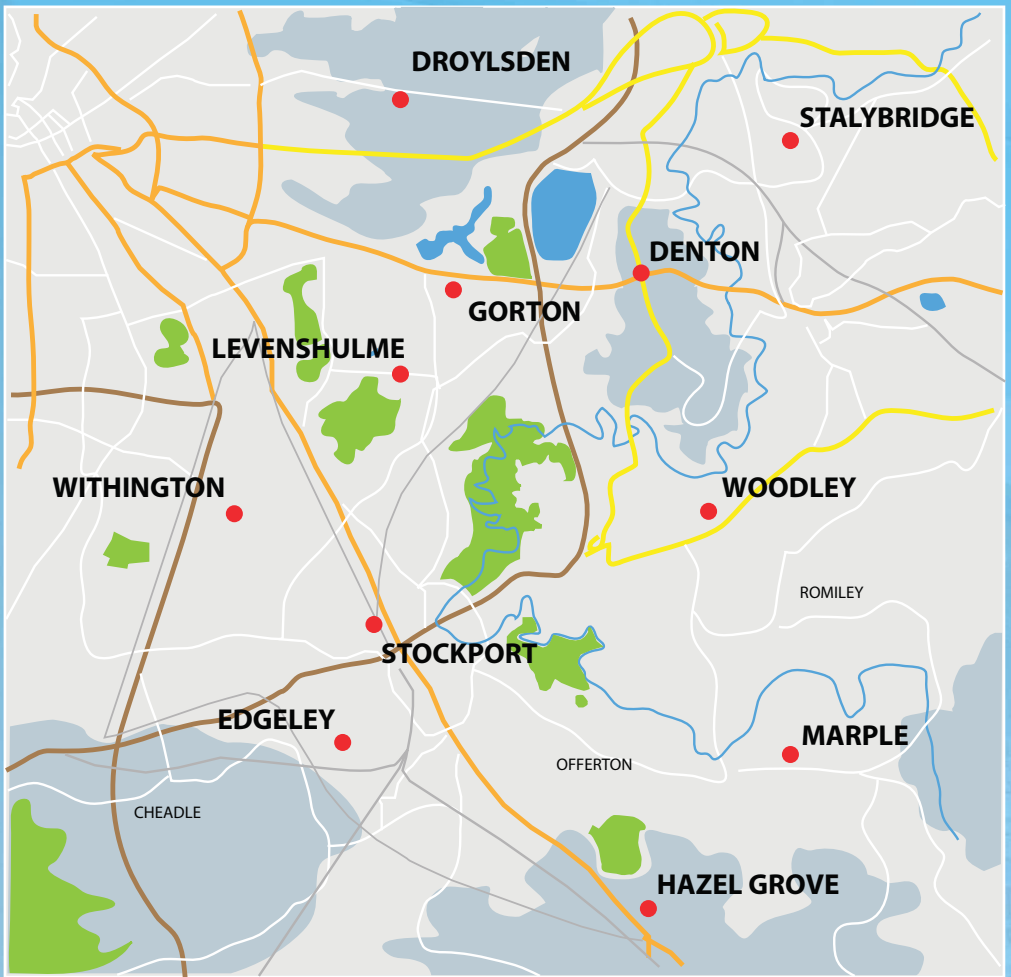 DROYLSDEN
STALYBRIDGE
DENTON
GORTON
LEVENSHULME
WITHINGTON
WOODLEY
ROMILEY
STOCKPORT
EDGELEY
MARPLE
OFFERTON
CHEADLE
HAZEL GROVE